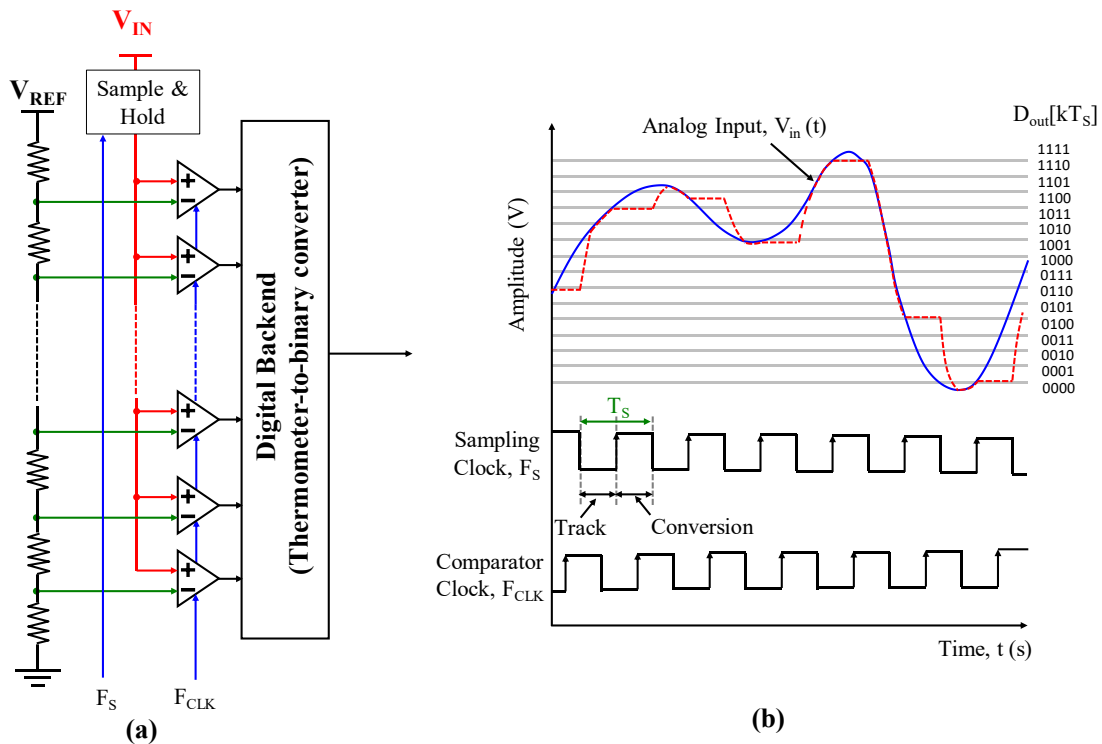 V_IN
V_REF
Sample &
Hold
+
−
+
−
+
−
+
−
+
−
Digital Backend
(Thermometer-to-binary converter)
F_S
F_CLK
(a)
D_out[kT_S]
Analog Input, V_in (t)
Amplitude (V)
1111
1110
1101
1100
1011
1010
1001
1000
0111
0110
0101
0100
0011
0010
0001
0000
T_S
Sampling
Clock, F_S
Track
Conversion
Comparator
Clock, F_CLK
Time, t (s)
(b)